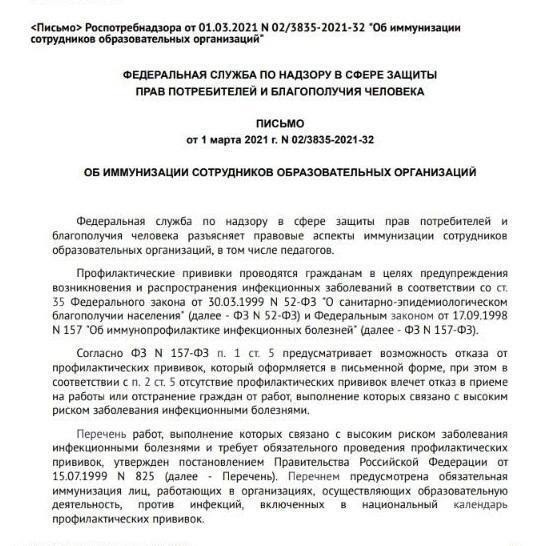 <Письмо> Роспотребнадзора от 01.03.2021 N 02/3835-2021-32 "Об иммунизации
сотрудников образовательных организаций"
ФЕДЕРАЛЬНАЯ СЛУЖБА ПО НАДЗОРУ В СФЕРЕ ЗАЩИТЫ
ПРАВ ПОТРЕБИТЕЛЕЙ И БЛАГОПОЛУЧИЯ ЧЕЛОВЕКА
ПИСЬМО
от 1 марта 2021 г. N 02/3835-2021-32
ОБ ИММУНИЗАЦИИ СОТРУДНИКОВ ОБРАЗОВАТЕЛЬНЫХ ОРГАНИЗАЦИЙ
Федеральная служба по надзору в сфере защиты прав потребителей и
благополучия человека разъясняет правовые аспекты иммунизации сотрудников
образовательных организаций, в том числе педагогов.
Профилактические прививки проводятся гражданам в целях предупреждения
возникновения и распространения инфекционных заболеваний в соответствии со ст.
35 Федерального закона от 30.03.1999 N 52-ФЗ "О санитарно-эпидемиологическом
благополучии населения" (далее - ФЗ N 52-ФЗ) и Федеральным законом от 17.09.1998
N 157 "Об иммунопрофилактике инфекционных болезней" (далее - ФЗ N 157-ФЗ).
Согласно ФЗ N 157-ФЗ п. 1 ст. 5 предусматривает возможность отказа от
профилактических прививок, который оформляется в письменной форме, при этом в
соответствии с п. 2 ст. 5 отсутствие профилактических прививок влечет отказ в приеме
на работы или отстранение граждан от работ, выполнение которых связано с высоким
риском заболевания инфекционными болезнями.
Перечень работ, выполнение которых связано с высоким риском заболевания
инфекционными болезнями и требует обязательного проведения профилактических
прививок, утвержден постановлением Правительства Российской Федерации от
15.07.1999 N 825 (далее - Перечень). Перечнем предусмотрена обязательная
иммунизация лиц, работающих в организациях, осуществляющих образовательную
деятельность, против инфекций, включенных в национальный календарь
профилактических прививок.